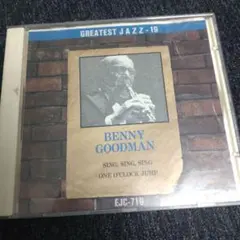 GREATEST JAZZ-15
BENNY
GOODMAN
SING, SING, SING
ONE O'CLOCK JUMP
EJC-715